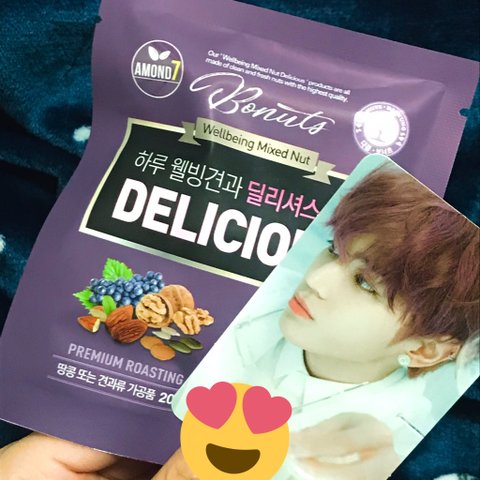 AMOND7
Our "Wellbeing Mixed Nut Delicious" products are all
made of clean and fresh nuts with the highest quality.
Bonuts
Wellbeing Mixed Nut
하루 웰빙견과 딜리셔스
DELICIO
PREMIUM ROASTING
땅콩 또는 견과류 가공품 20